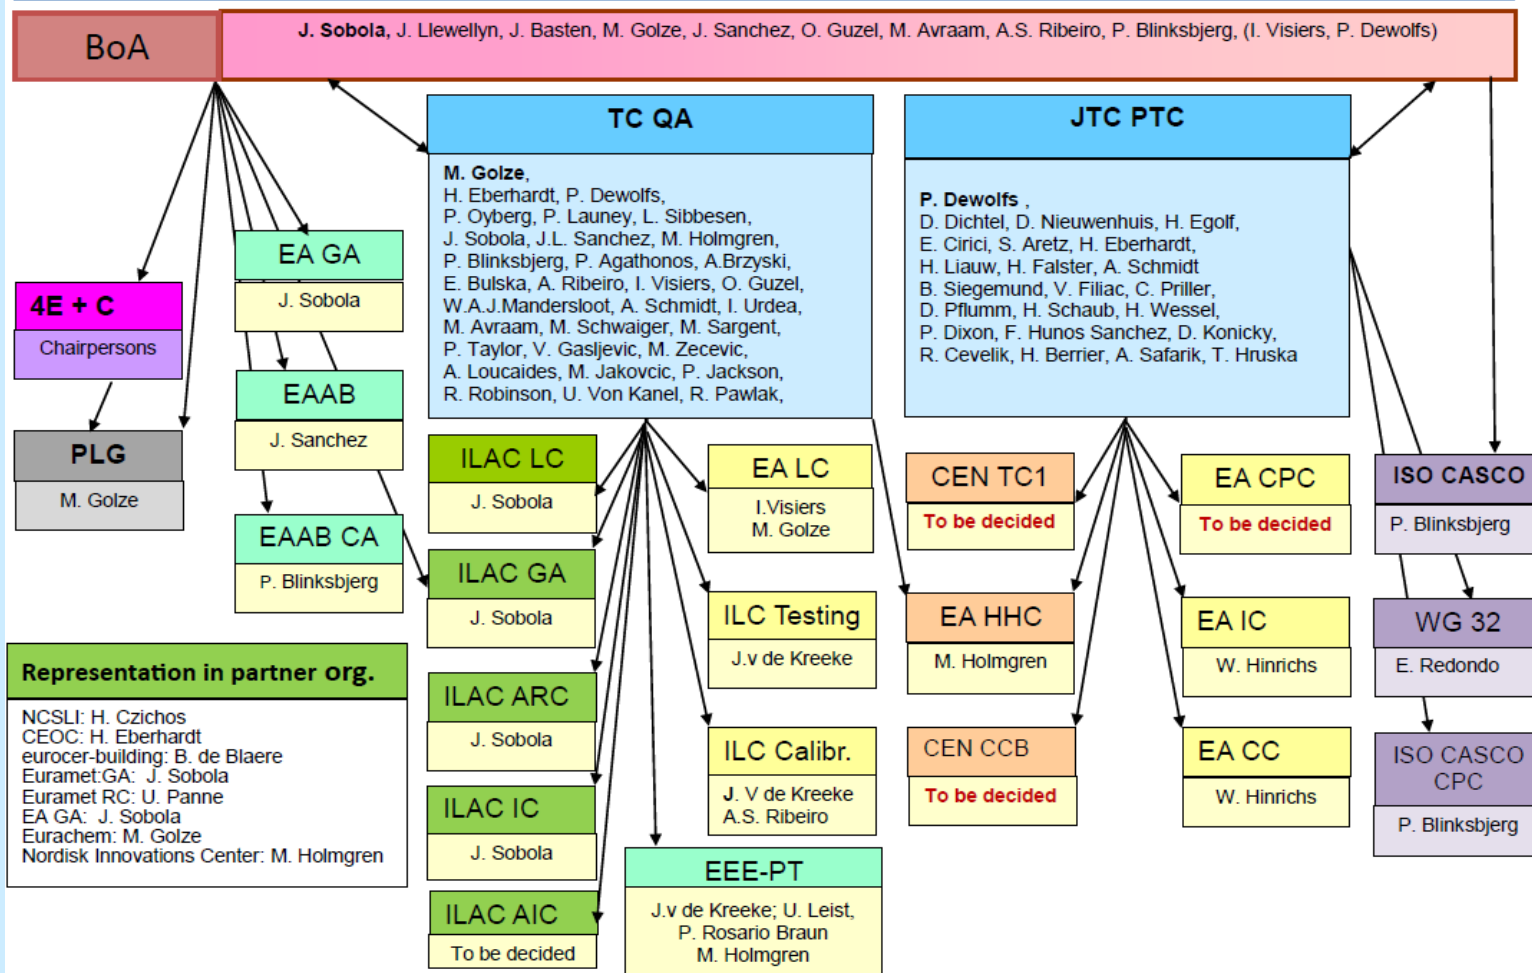 BoA
J. Sobola, J. Llewellyn, J. Basten, M. Golze, J. Sanchez, O. Guzel, M. Avraam, A.S. Ribeiro, P. Blinksbjerg, (I. Visiers, P. Dewolfs)
TC QA
M. Golze,
H. Eberhardt, P. Dewolfs,
P. Oyberg, P. Launey, L. Sibbesen,
J. Sobola, J.L. Sanchez, M. Holmgren,
P. Blinksbjerg, P. Agathonos, A.Brzyski,
E. Bulska, A. Ribeiro, I. Visiers, O. Guzel,
W.A.J.Mandersloot, A. Schmidt, I. Urdea,
M. Avraam, M. Schwaiger, M. Sargent,
P. Taylor, V. Gasljevic, M. Zecevic,
A. Loucaides, M. Jakovcic, P. Jackson,
R. Robinson, U. Von Kanel, R. Pawlak,
JTC PTC
P. Dewolfs ,
D. Dichtel, D. Nieuwenhuis, H. Egolf,
E. Cirici, S. Aretz, H. Eberhardt,
H. Liauw, H. Falster, A. Schmidt
B. Siegemund, V. Filiac, C. Priller,
D. Pflumm, H. Schaub, H. Wessel,
P. Dixon, F. Hunos Sanchez, D. Konicky,
R. Cevelik, H. Berrier, A. Safarik, T. Hruska
4E + C
Chairpersons
PLG
M. Golze
EA GA
J. Sobola
EAAB
J. Sanchez
EAAB CA
P. Blinksbjerg
Representation in partner org.
NCSLI: H. Czichos
CEOC: H. Eberhardt
eurocer-building: B. de Blaere
Euramet:GA: J. Sobola
Euramet RC: U. Panne
EA GA: J. Sobola
Eurachem: M. Golze
Nordisk Innovations Center: M. Holmgren
ILAC LC
J. Sobola
ILAC GA
J. Sobola
ILAC ARC
J. Sobola
ILAC IC
J. Sobola
ILAC AIC
To be decided
EA LC
I.Visiers
M. Golze
ILC Testing
J.v de Kreeke
ILC Calibr.
J. V de Kreeke
A.S. Ribeiro
EEE-PT
J.v de Kreeke; U. Leist,
P. Rosario Braun
M. Holmgren
CEN TC1
To be decided
EA HHC
M. Holmgren
CEN CCB
To be decided
EA CPC
To be decided
EA IC
W. Hinrichs
EA CC
W. Hinrichs
ISO CASCO
P. Blinksbjerg
WG 32
E. Redondo
ISO CASCO
CPC
P. Blinksbjerg